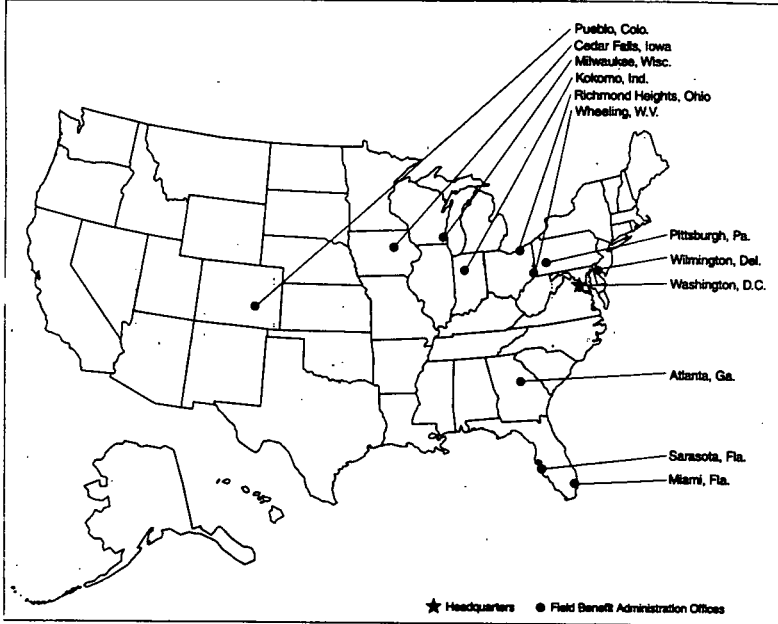 Pueblo, Colo.
Cedar Falls, Iowa
Milwaukee, Wisc.
Kokomo, Ind.
Richmond Heights, Ohio
Wheeling, W.V.
Pittsburgh, Pa.
Wilmington, Del.
Washington, D.C.
Atlanta, Ga.
Sarasota, Fla.
Miami, Fla.
Headquarters
Field Benefit Administration Offices